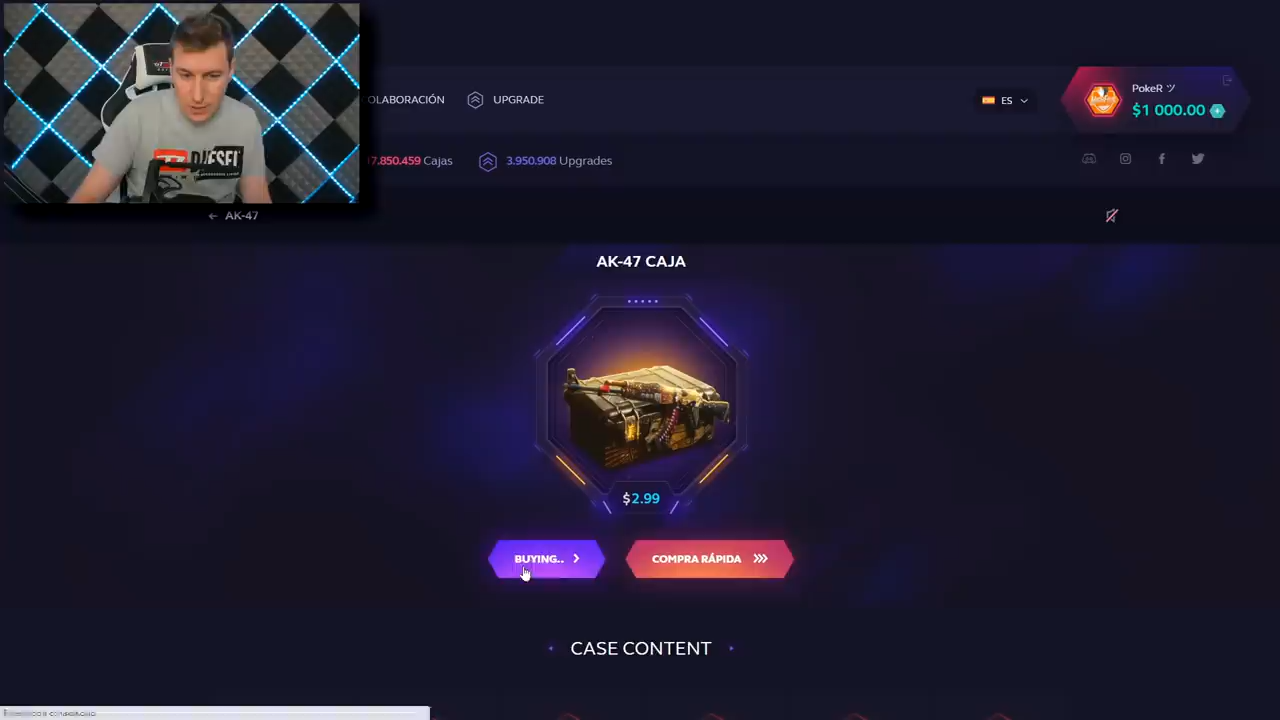 DIESEL
OLABORACIÓN
UPGRADE
ES
PokeR ツ
$1 000.00
7.850.459 Cajas
3.950.908 Upgrades
← AK-47
AK-47 CAJA
$2.99
BUYING..
COMPRA RÁPIDA
CASE CONTENT